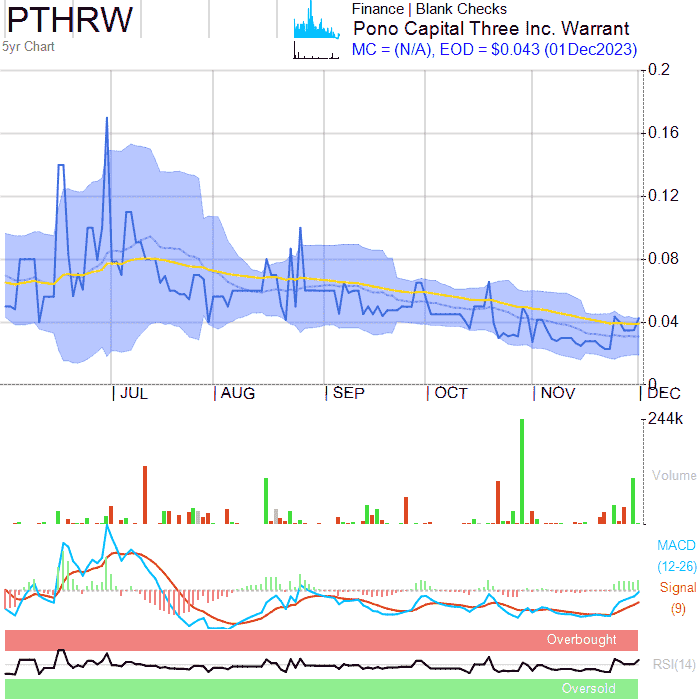 PTHRW
5yr Chart
Finance | Blank Checks
Pono Capital Three Inc. Warrant
MC = (N/A), EOD = $0.043 (01Dec2023)
0.2
0.16
0.12
0.08
0.04
0
JUL AUG SEP OCT NOV DEC
244k
Volume
MACD
(12-26)
Signal
(9)
Overbought
RSI(14)
Oversold